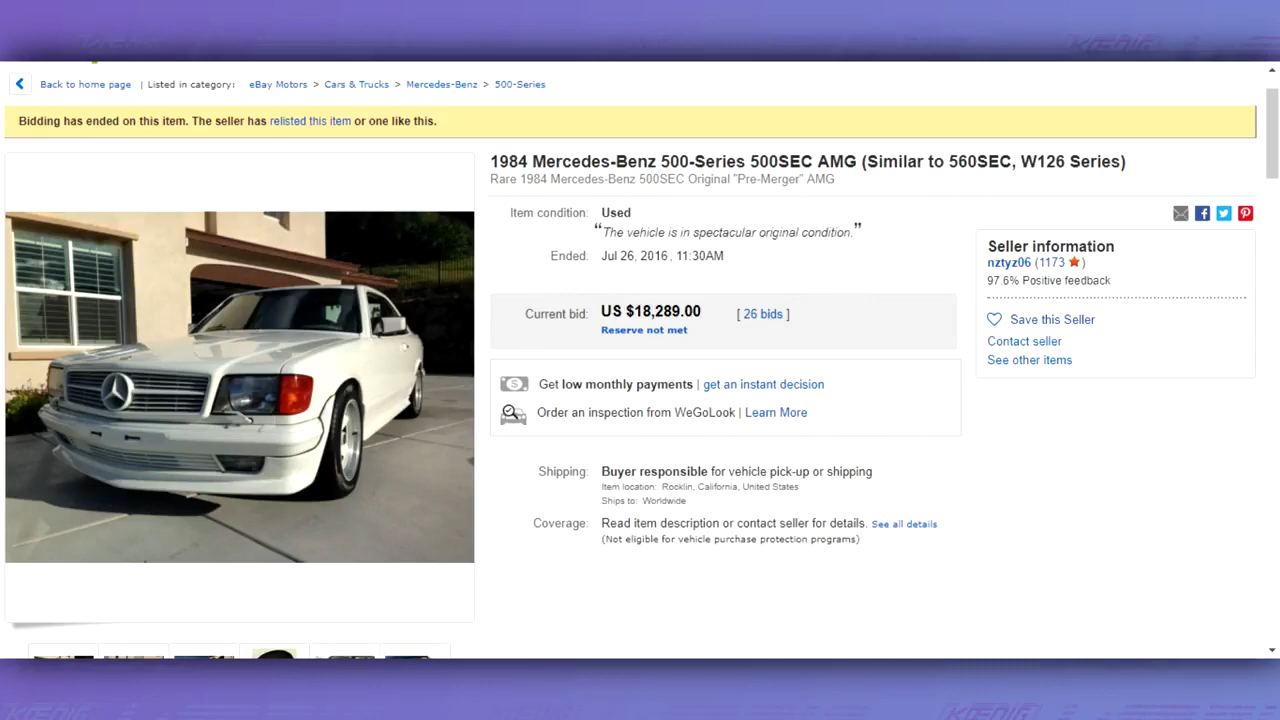 Back to home page | Listed in category: eBay Motors > Cars & Trucks > Mercedes-Benz > 500-Series
Bidding has ended on this item. The seller has relisted this item or one like this.
1984 Mercedes-Benz 500-Series 500SEC AMG (Similar to 560SEC, W126 Series)
Rare 1984 Mercedes-Benz 500SEC Original "Pre-Merger" AMG
Item condition: Used
“The vehicle is in spectacular original condition.”
Ended: Jul 26, 2016 , 11:30AM
Current bid: US $18,289.00 [ 26 bids ]
Reserve not met
Get low monthly payments | get an instant decision
Order an inspection from WeGoLook | Learn More
Shipping: Buyer responsible for vehicle pick-up or shipping
Item location: Rocklin, California, United States
Ships to: Worldwide
Coverage: Read item description or contact seller for details. See all details
(Not eligible for vehicle purchase protection programs)
Seller information
nztyz06 (1173 )
97.6% Positive feedback
Save this Seller
Contact seller
See other items